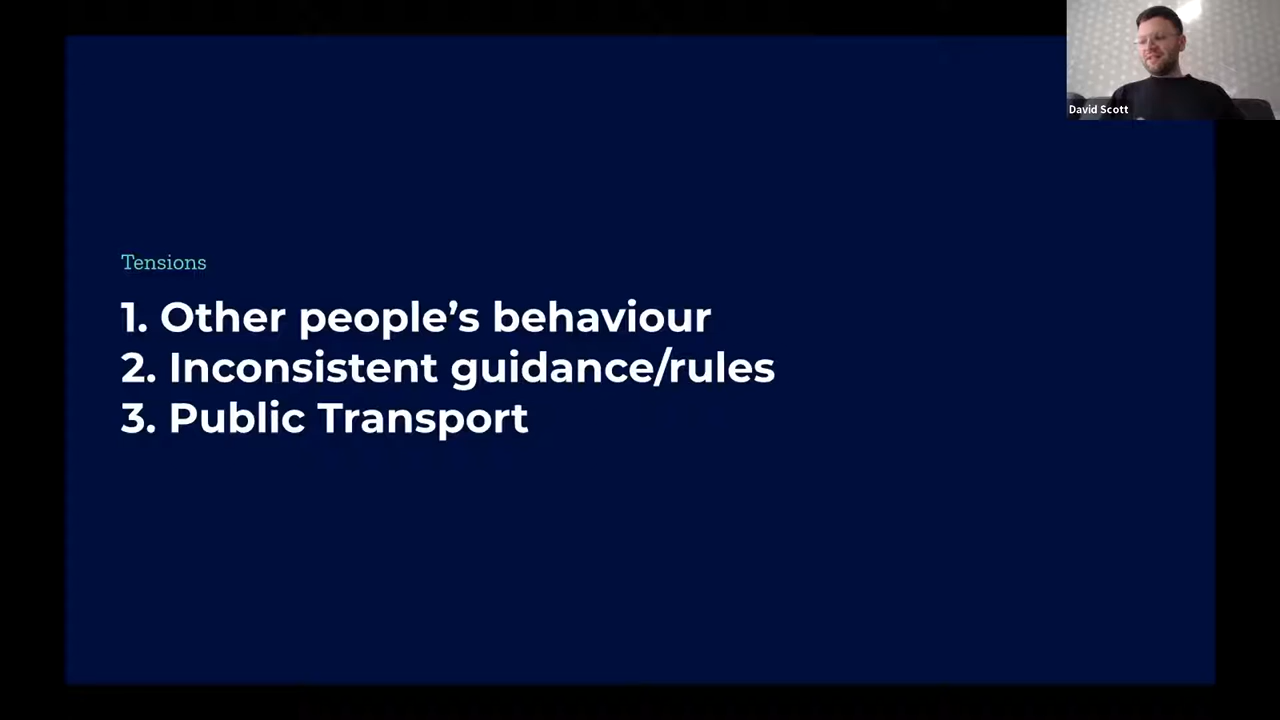 David Scott
Tensions
1. Other people’s behaviour
2. Inconsistent guidance/rules
3. Public Transport